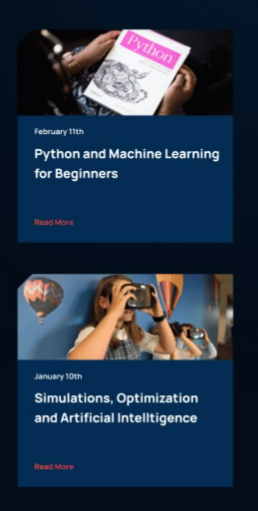 Python
February 11th
Python and Machine Learning
for Beginners
Read More
January 10th
Simulations, Optimization
and Artificial Intelltigence
Read More